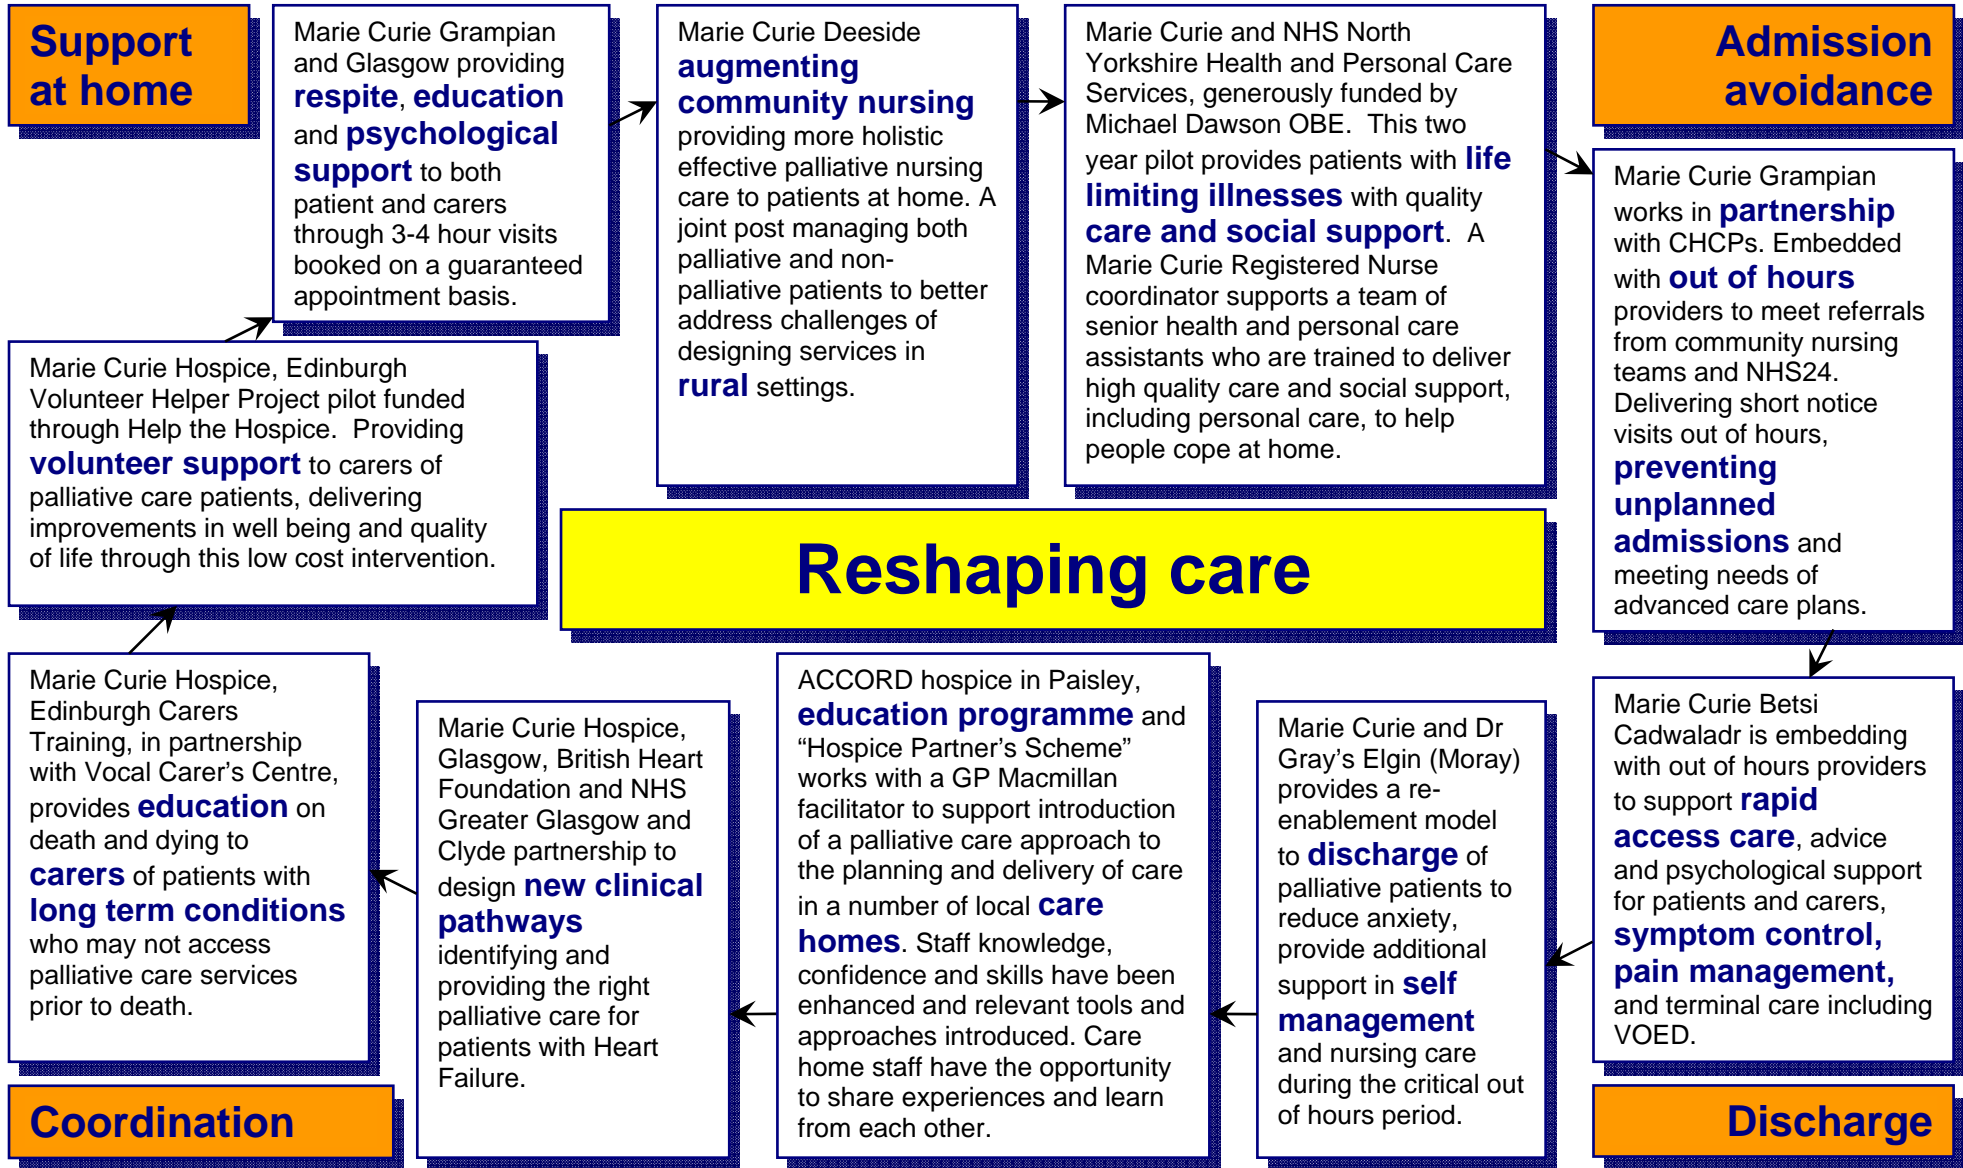 Support
at home
Marie Curie Grampian
and Glasgow providing
respite, education
and psychological
support to both
patient and carers
through 3-4 hour visits
booked on a guaranteed
appointment basis.
Marie Curie Deeside
augmenting
community nursing
providing more holistic
effective palliative nursing
care to patients at home. A
joint post managing both
palliative and non-
palliative patients to better
address challenges of
designing services in
rural settings.
Marie Curie and NHS North
Yorkshire Health and Personal Care
Services, generously funded by
Michael Dawson OBE.  This two
year pilot provides patients with life
limiting illnesses with quality
care and social support.  A
Marie Curie Registered Nurse
coordinator supports a team of
senior health and personal care
assistants who are trained to deliver
high quality care and social support,
including personal care, to help
people cope at home.
Admission
avoidance
Marie Curie Grampian
works in partnership
with CHCPs. Embedded
with out of hours
providers to meet referrals
from community nursing
teams and NHS24.
Delivering short notice
visits out of hours,
preventing
unplanned
admissions and
meeting needs of
advanced care plans.
Marie Curie Hospice, Edinburgh
Volunteer Helper Project pilot funded
through Help the Hospice.  Providing
volunteer support to carers of
palliative care patients, delivering
improvements in well being and quality
of life through this low cost intervention.
Reshaping care
Marie Curie Hospice,
Edinburgh Carers
Training, in partnership
with Vocal Carer's Centre,
provides education on
death and dying to
carers of patients with
long term conditions
who may not access
palliative care services
prior to death.
Coordination
Marie Curie Hospice,
Glasgow, British Heart
Foundation and NHS
Greater Glasgow and
Clyde partnership to
design new clinical
pathways
identifying and
providing the right
palliative care for
patients with Heart
Failure.
ACCORD hospice in Paisley,
education programme and
“Hospice Partner’s Scheme”
works with a GP Macmillan
facilitator to support introduction
of a palliative care approach to
the planning and delivery of care
in a number of local care
homes. Staff knowledge,
confidence and skills have been
enhanced and relevant tools and
approaches introduced. Care
home staff have the opportunity
to share experiences and learn
from each other.
Marie Curie and Dr
Gray’s Elgin (Moray)
provides a re-
enablement model
to discharge of
palliative patients to
reduce anxiety,
provide additional
support in self
management
and nursing care
during the critical out
of hours period.
Marie Curie Betsi
Cadwaladr is embedding
with out of hours providers
to support rapid
access care, advice
and psychological support
for patients and carers,
symptom control,
pain management,
and terminal care including
VOED.
Discharge